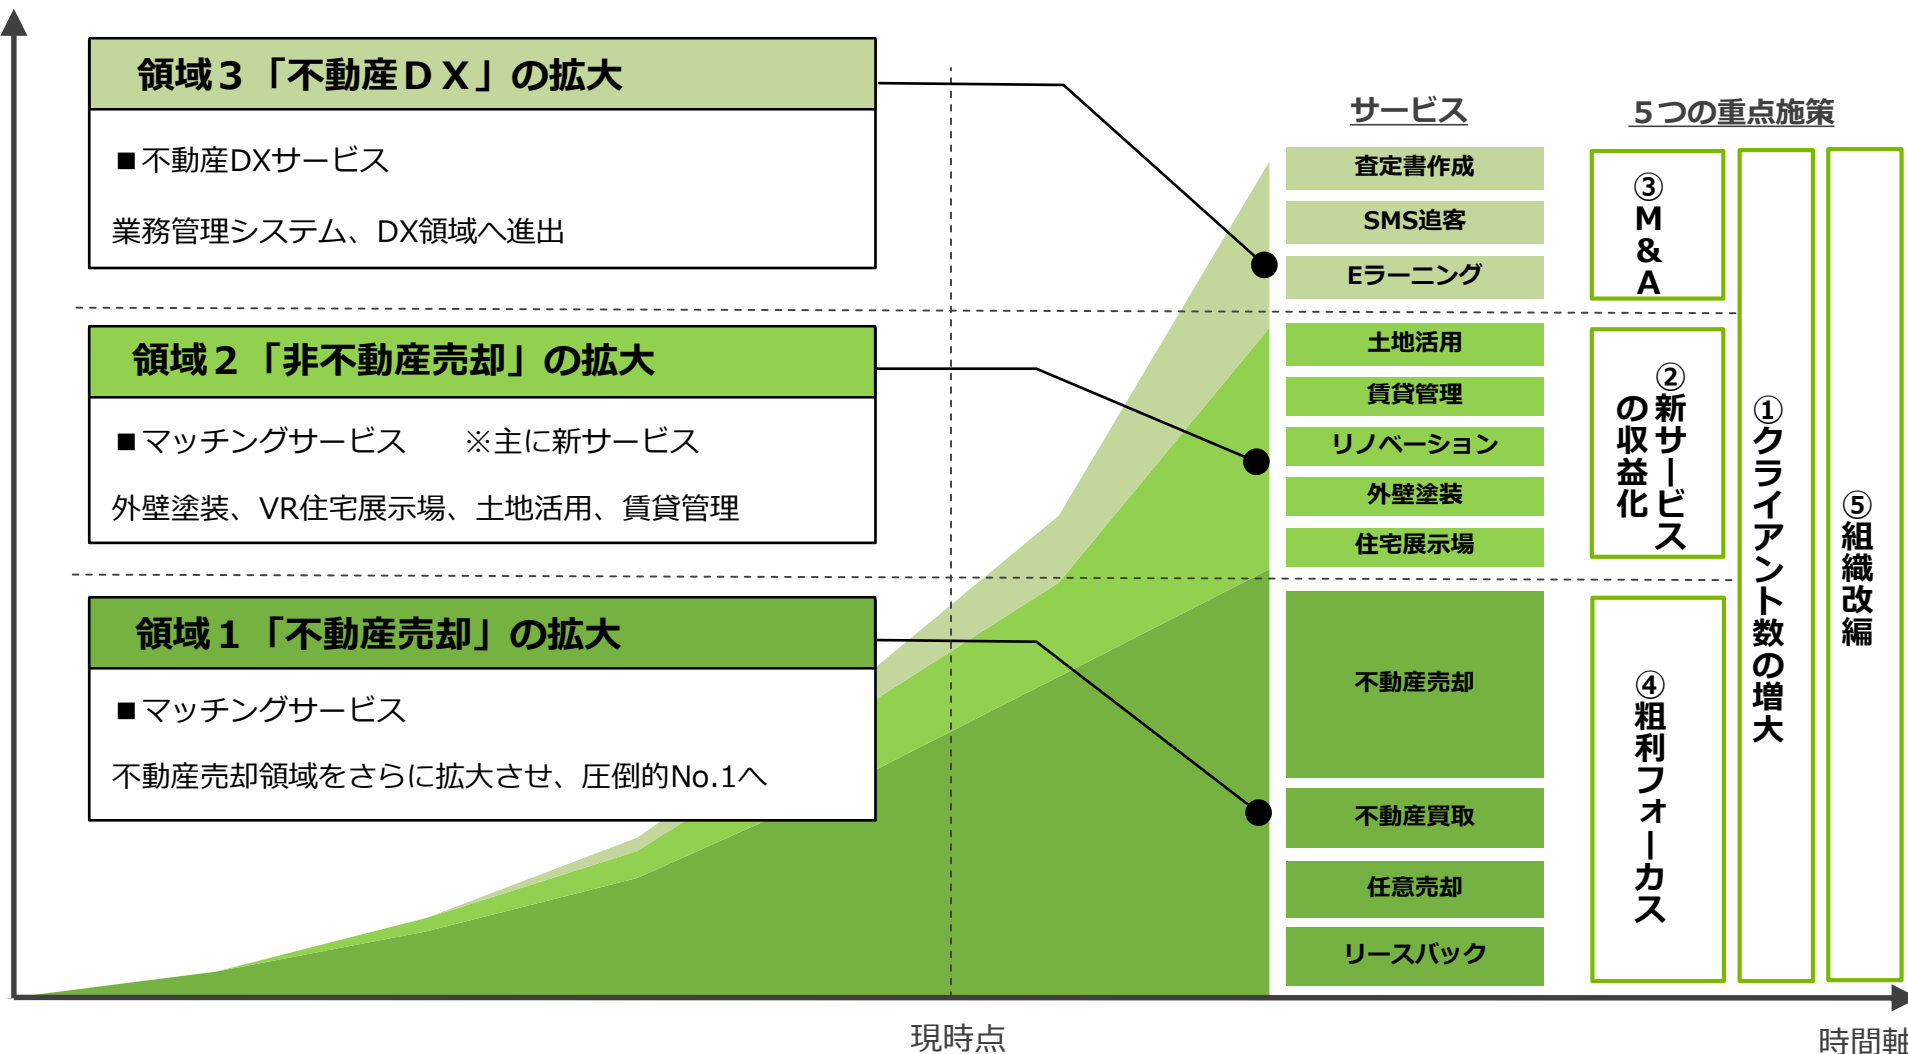 領域３「不動産ＤＸ」の拡大
■不動産DXサービス
業務管理システム、DX領域へ進出
領域２「非不動産売却」の拡大
■マッチングサービス　　※主に新サービス
外壁塗装、VR住宅展示場、土地活用、賃貸管理
領域１「不動産売却」の拡大
■マッチングサービス
不動産売却領域をさらに拡大させ、圧倒的No.1へ
サービス
査定書作成
SMS追客
Eラーニング
土地活用
賃貸管理
リノベーション
外壁塗装
住宅展示場
不動産売却
不動産買取
任意売却
リースバック
５つの重点施策
③M&A
②新サービス
の収益化
④粗利フォーカス
①クライアント数の増大
⑤組織改編
現時点
時間軸